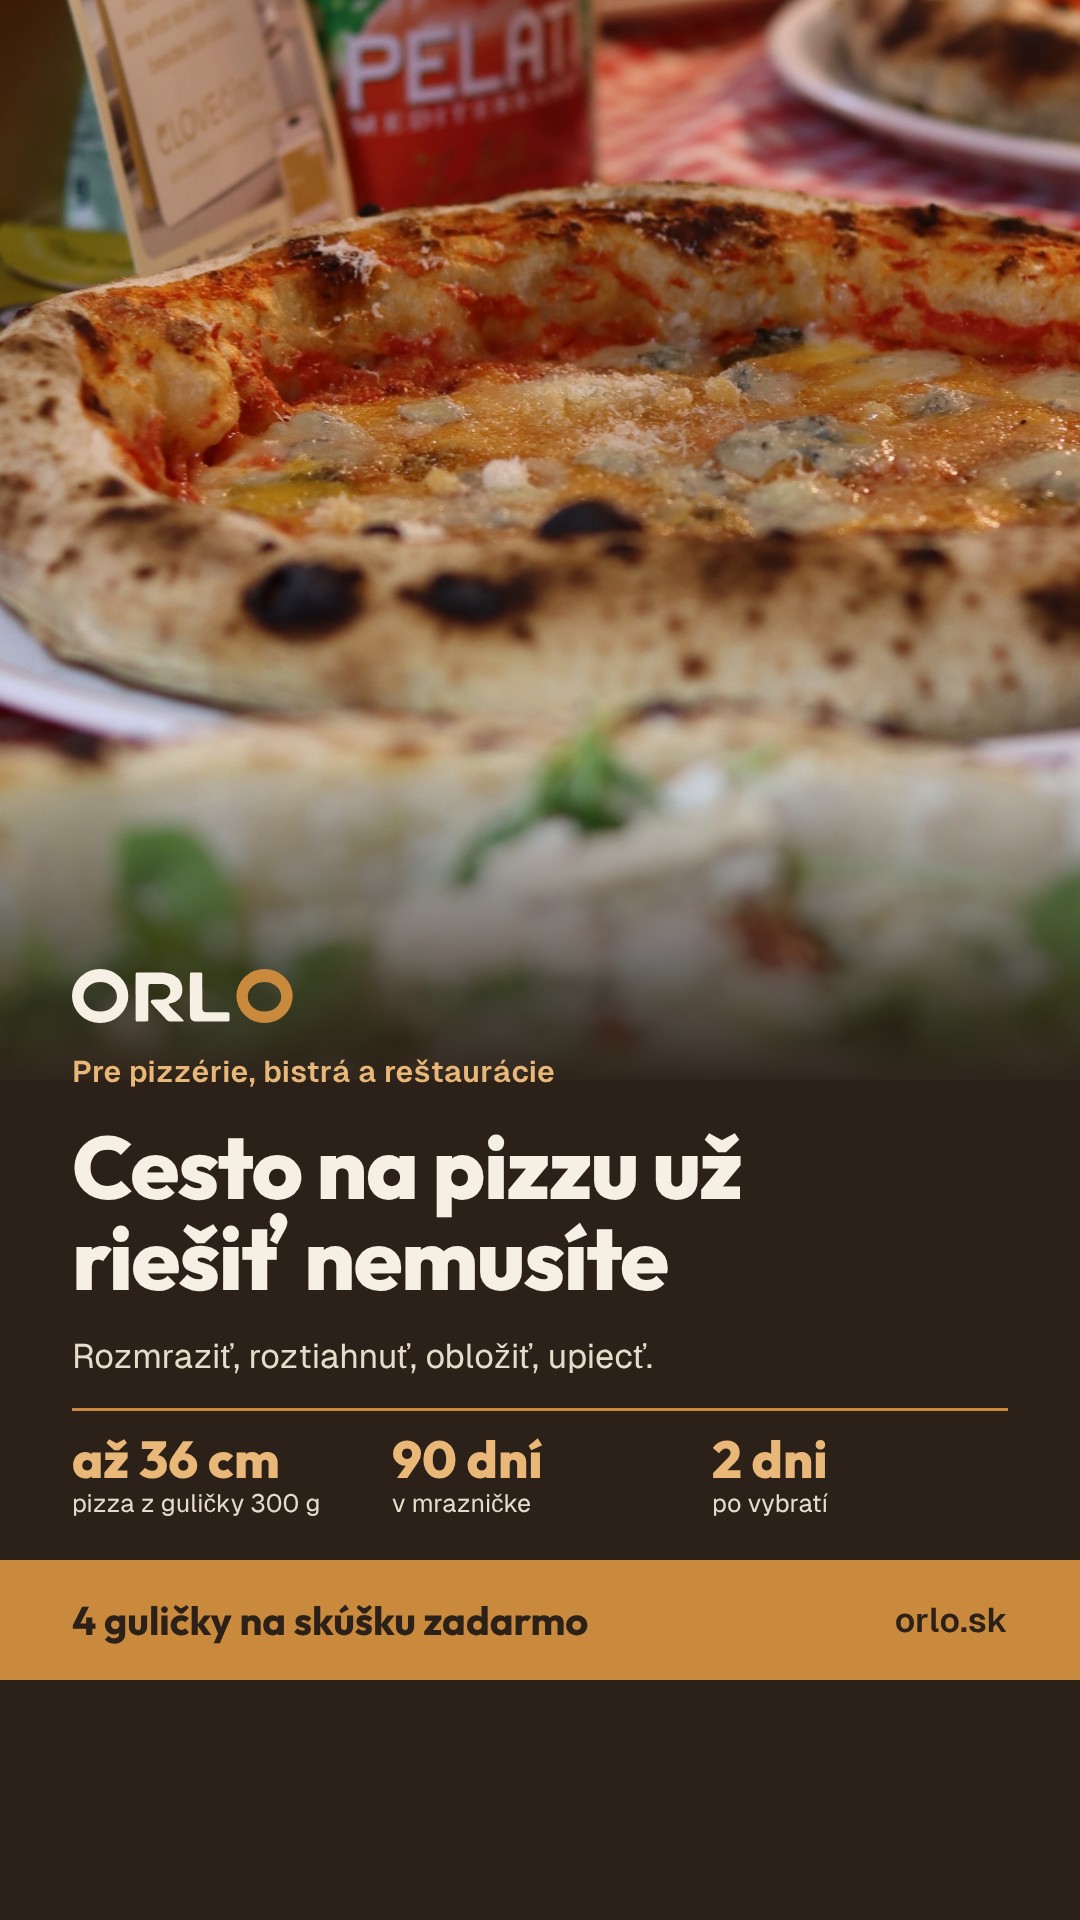 PELATI
ORLO
Pre pizzérie, bistrá a reštaurácie
Cesto na pizzu už
riešiť nemusíte
Rozmraziť, roztiahnuť, obložiť, upiecť.
až 36 cm
pizza z guličky 300 g
90 dní
v mrazničke
2 dni
po vybratí
4 guličky na skúšku zadarmo
orlo.sk